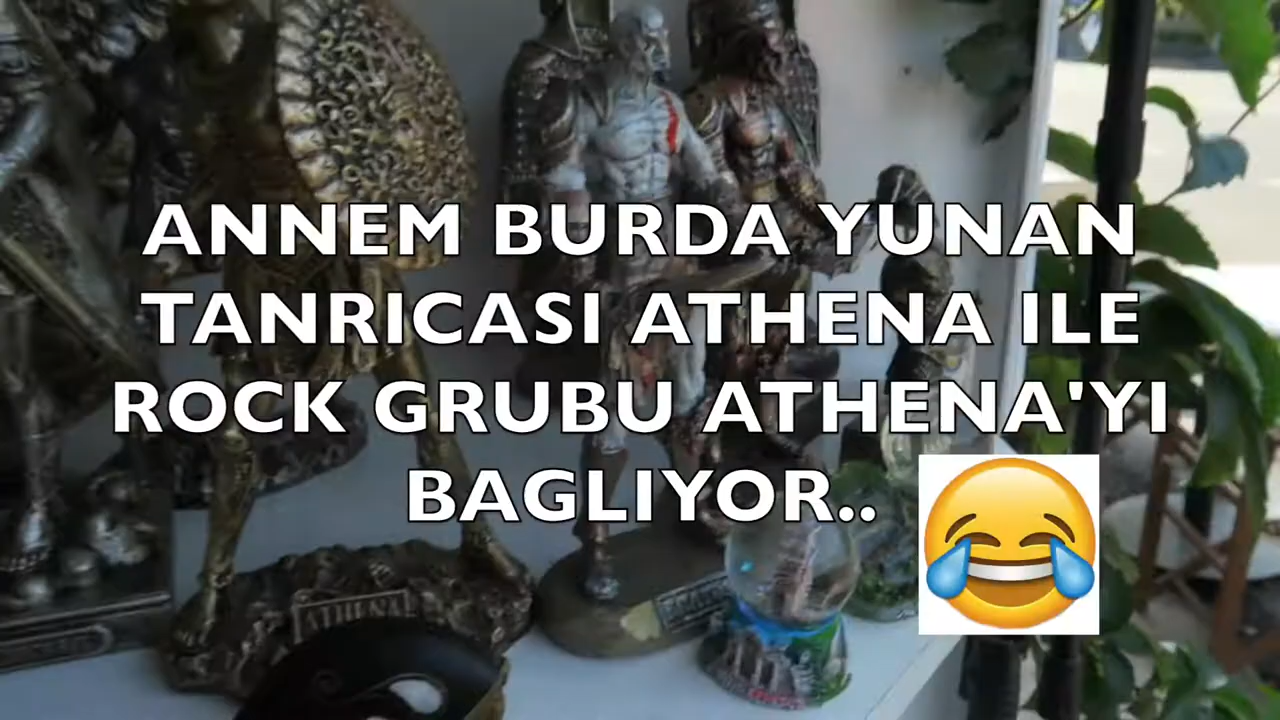 ANNEM BURDA YUNAN
TANRICASI ATHENA ILE
ROCK GRUBU ATHENA'YI
BAGLIYOR..
ATHENA